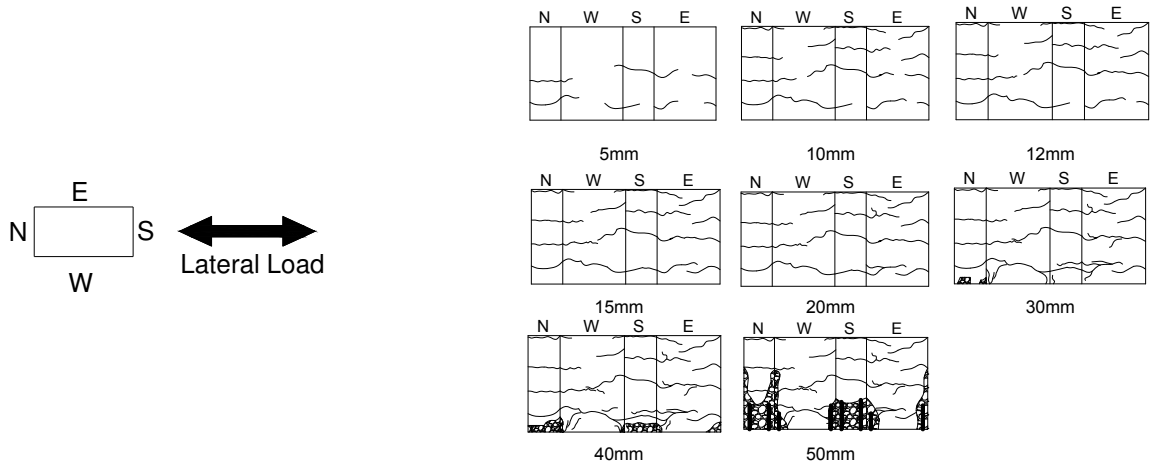 E
N S
W
Lateral Load
N W S E
N W S E
N W S E
5mm
10mm
12mm
N W S E
N W S E
N W S E
15mm
20mm
30mm
N W S E
N W S E
40mm
50mm